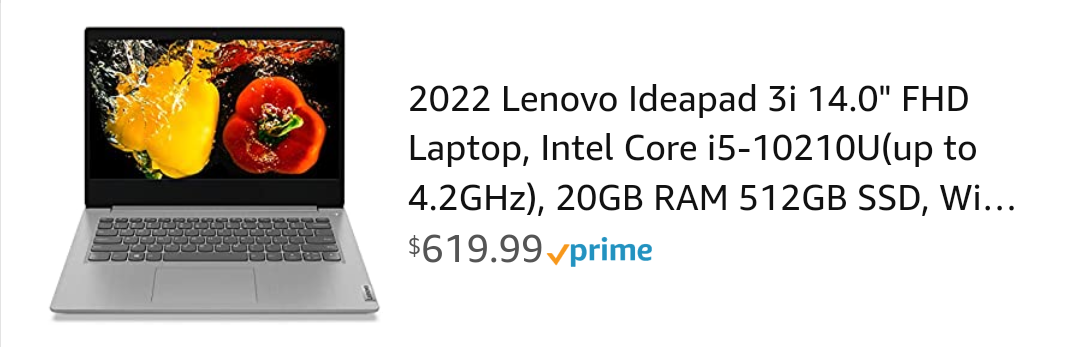 2022 Lenovo Ideapad 3i 14.0" FHD
Laptop, Intel Core i5-10210U(up to
4.2GHz), 20GB RAM 512GB SSD, Wi...
$619.99 prime
Lenovo